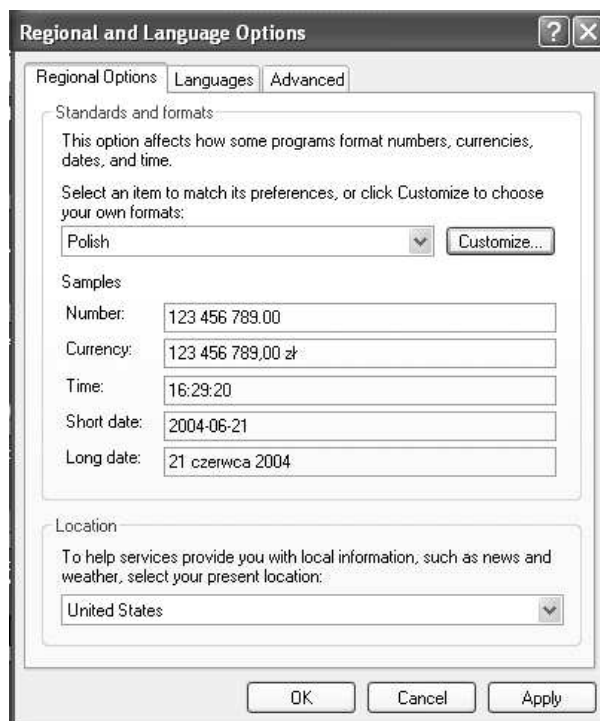 Regional and Language Options
Regional Options Languages Advanced
Standards and formats
This option affects how some programs format numbers, currencies,
dates, and time.
Select an item to match its preferences, or click Customize to choose
your own formats:
Polish Customize...
Samples
Number: 123 456 789.00
Currency: 123 456 789,00 zł
Time: 16:29:20
Short date: 2004-06-21
Long date: 21 czerwca 2004
Location
To help services provide you with local information, such as news and
weather, select your present location:
United States
OK Cancel Apply